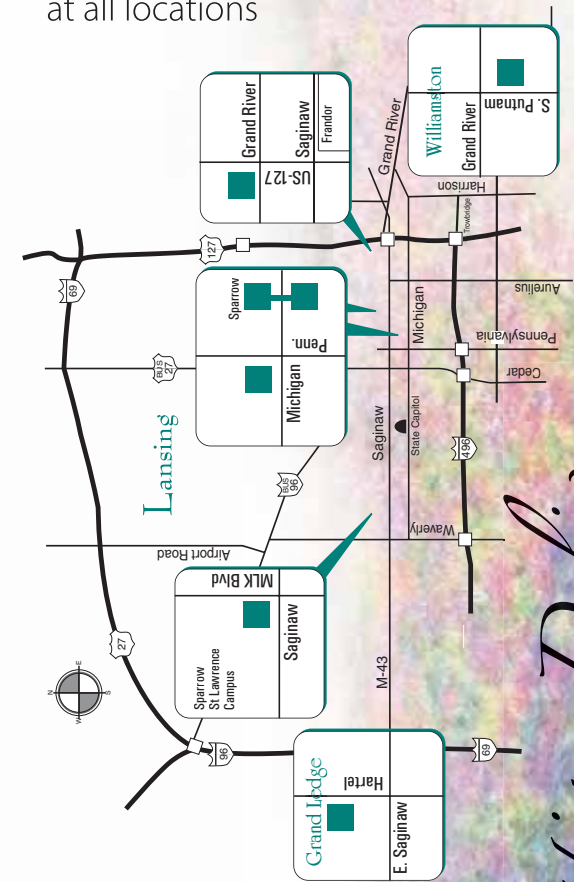 at all locations
Grand River
Saginaw
Frandor
US-127
Williamston
Grand River
S. Putnam
Grand River
Harrison
Trowbridge
127
69
Sparrow
Penn.
Michigan
Michigan
Aurelius
Pennsylvania
Cedar
BUS
27
Lansing
Saginaw
State Capitol
496
BUS
96
Waverly
Airport Road
MLK Blvd
Sparrow
St Lawrence
Campus
Saginaw
27
N
E
S
W
M-43
96
69
Grand Ledge
Hartel
E. Saginaw